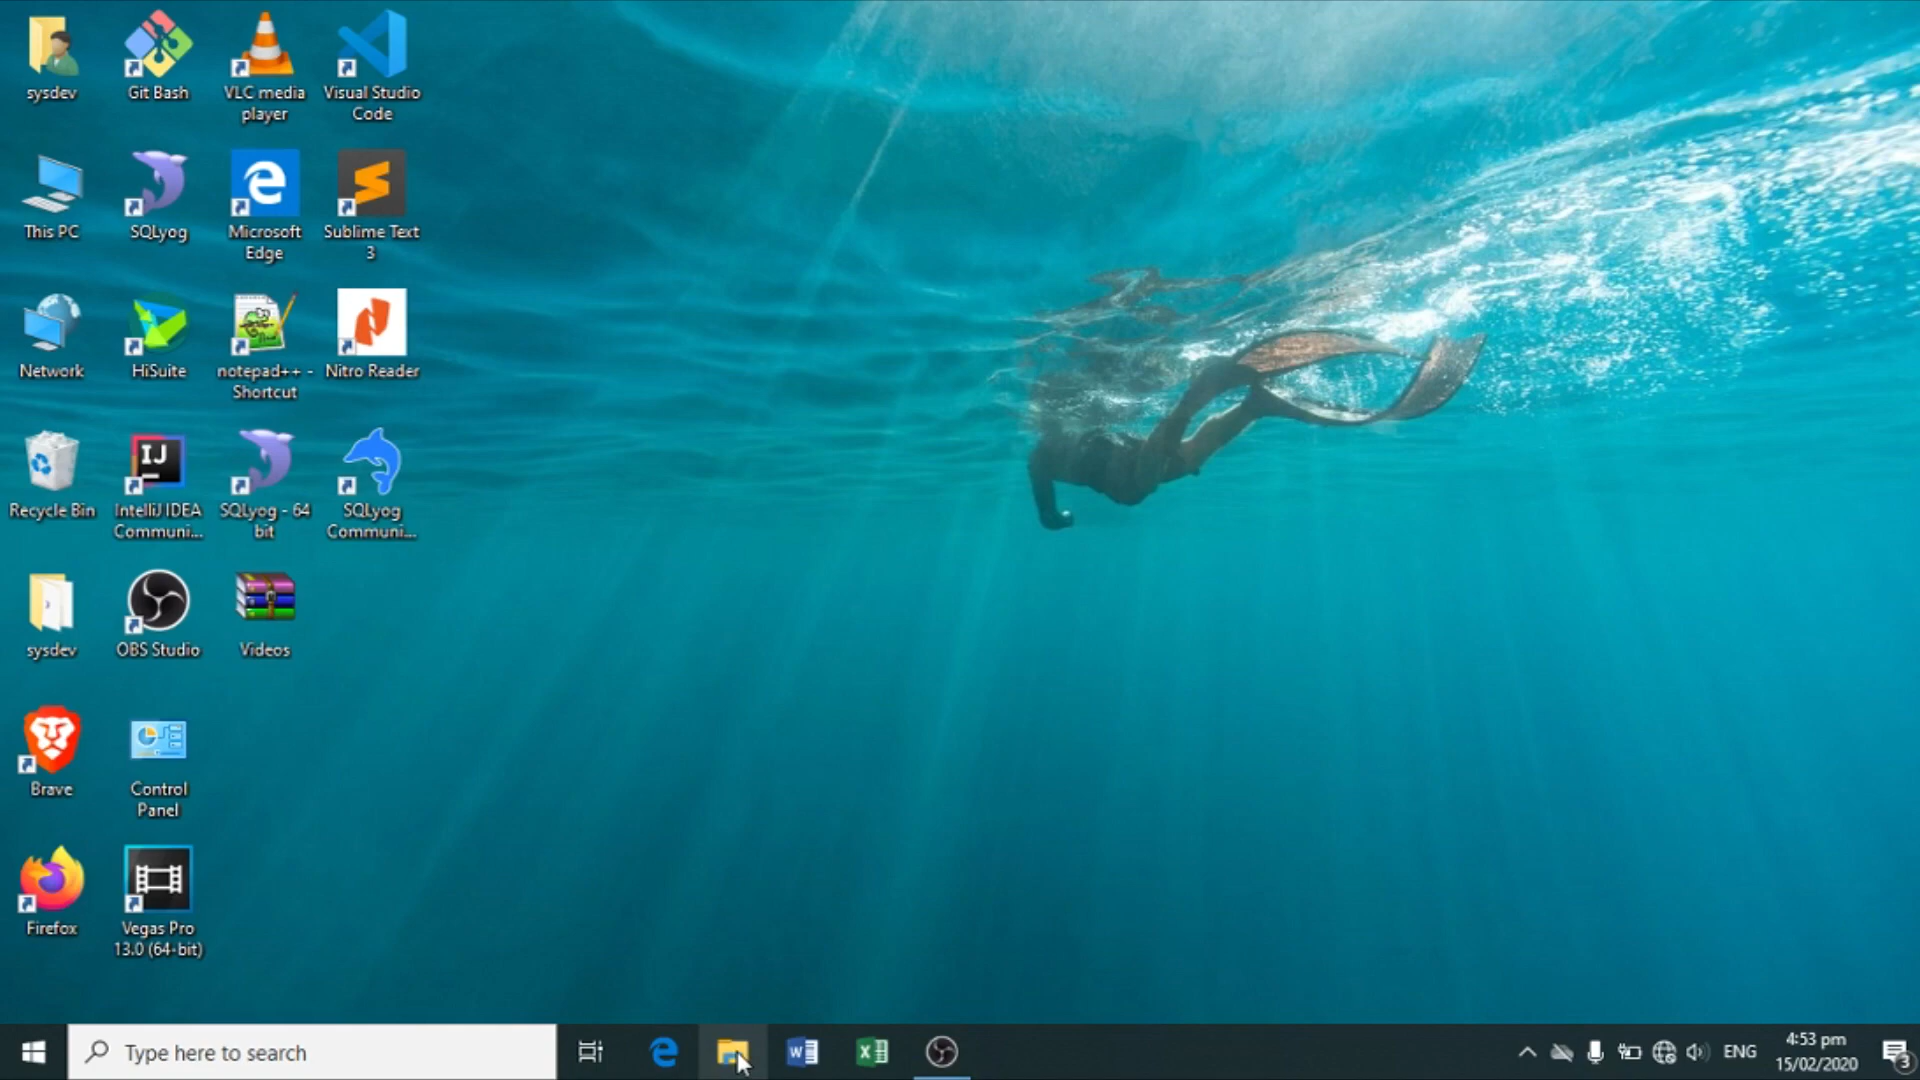 sysdev
Git Bash
VLC media
player
Visual Studio
Code
This PC
SQLyog
Microsoft
Edge
Sublime Text
3
Network
HiSuite
notepad++ -
Shortcut
Nitro Reader
Recycle Bin
IJ
IntelliJ IDEA
Communi...
SQLyog - 64
bit
SQLyog
Communi...
sysdev
OBS Studio
Videos
Brave
Control
Panel
Firefox
Vegas Pro
13.0 (64-bit)
Type here to search
ENG
4:53 pm
15/02/2020
3